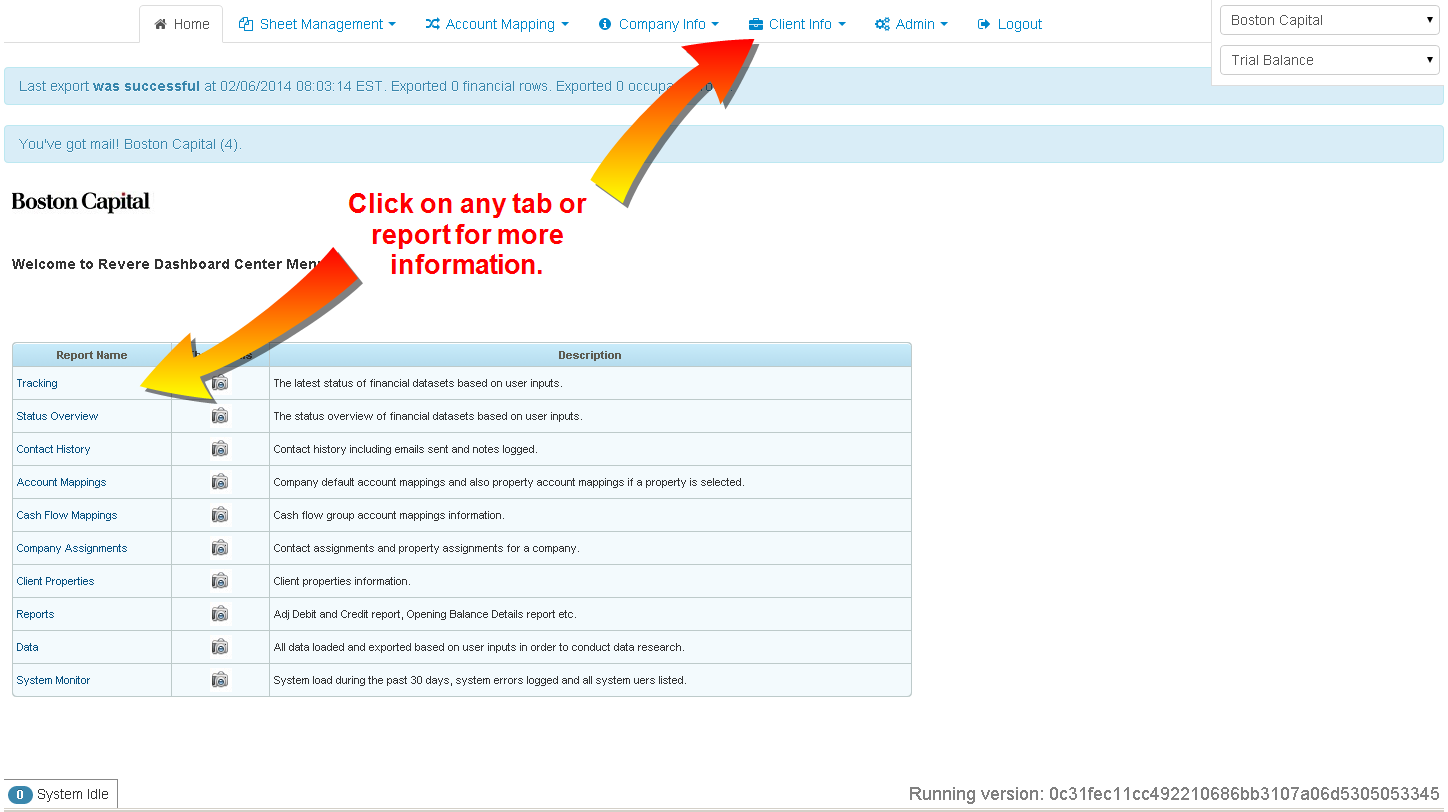 Home Sheet Management Account Mapping Company Info Client Info Admin Logout
Boston Capital
Trial Balance
Last export was successful at 02/06/2014 08:03:14 EST. Exported 0 financial rows. Exported 0
You've got mail! Boston Capital (4).
Boston Capital
Click on any tab or
report for more
information.
Welcome to Revere Dashboard Center Menu
Report Name Description
Tracking The latest status of financial datasets based on user inputs.
Status Overview The status overview of financial datasets based on user inputs.
Contact History Contact history including emails sent and notes logged.
Account Mappings Company default account mappings and also property account mappings if a property is selected.
Cash Flow Mappings Cash flow group account mappings information.
Company Assignments Contact assignments and property assignments for a company.
Client Properties Client properties information.
Reports Adj Debit and Credit report, Opening Balance Details report etc.
Data All data loaded and exported based on user inputs in order to conduct data research.
System Monitor System load during the past 30 days, system errors logged and all system uers listed.
0 System Idle
Running version: 0c31fec11cc492210686bb3107a06d5305053345